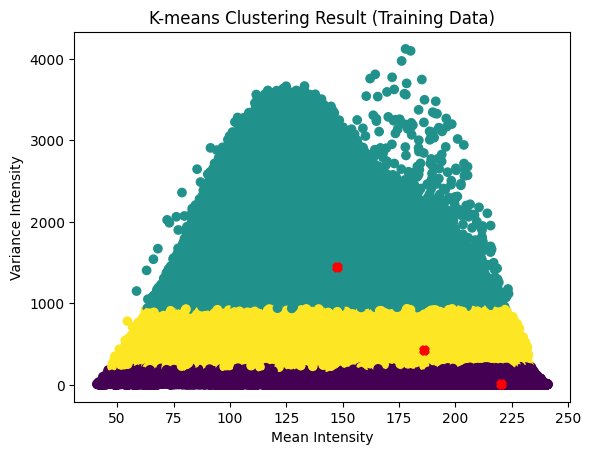 K-means Clustering Result (Training Data)
4000
3000
2000
1000
0
Variance Intensity
50 75 100 125 150 175 200 225 250
Mean Intensity